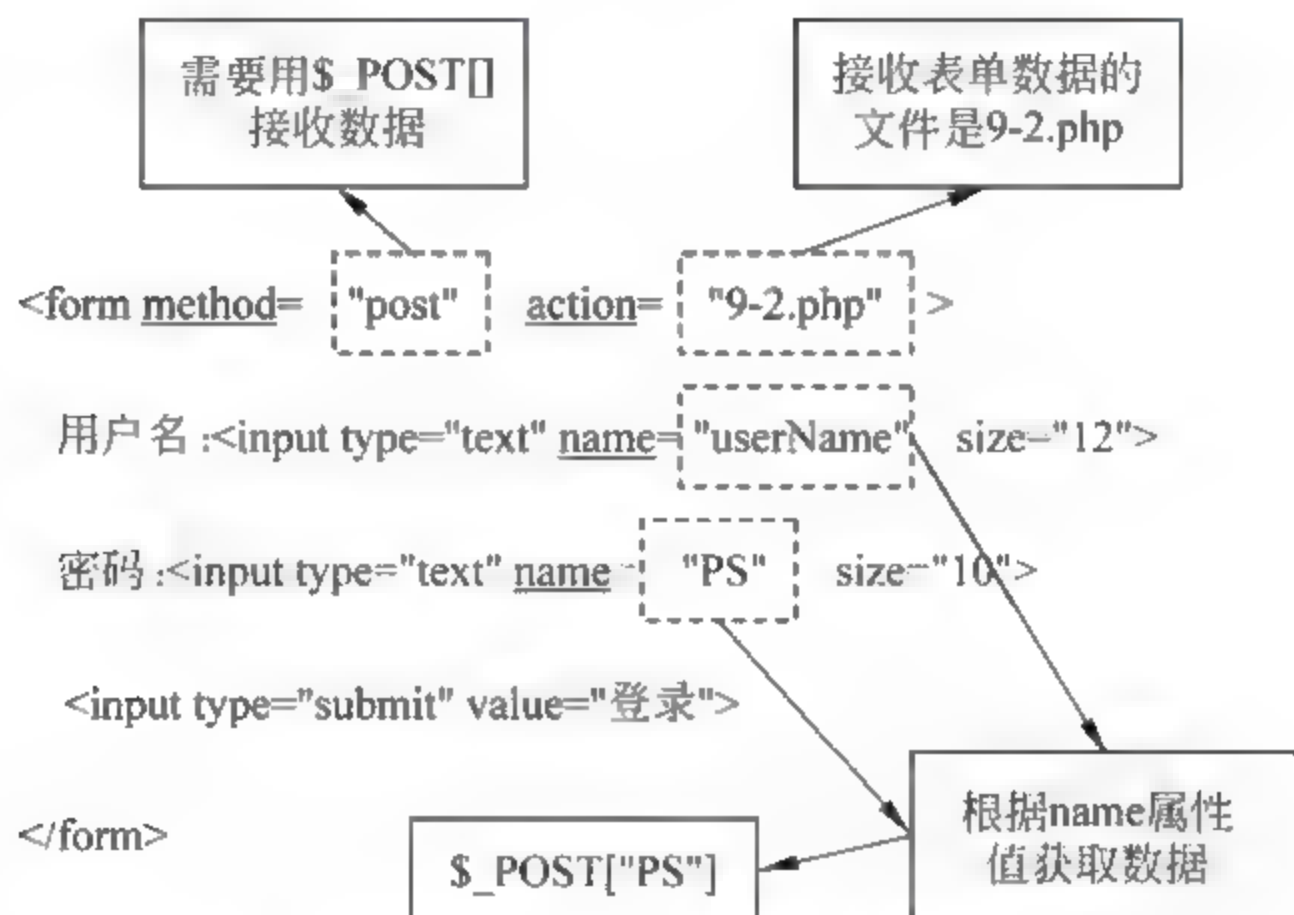 需要用$_POST[]
接收数据
接收表单数据的
文件是9-2.php
<form method= "post" action= "9-2.php" >
用户名:<input type="text" name= "userName" size="12">
密码:<input type="text" name= "PS" size="10">
<input type="submit" value="登录">
</form>
$_POST["PS"]
根据name属性
值获取数据